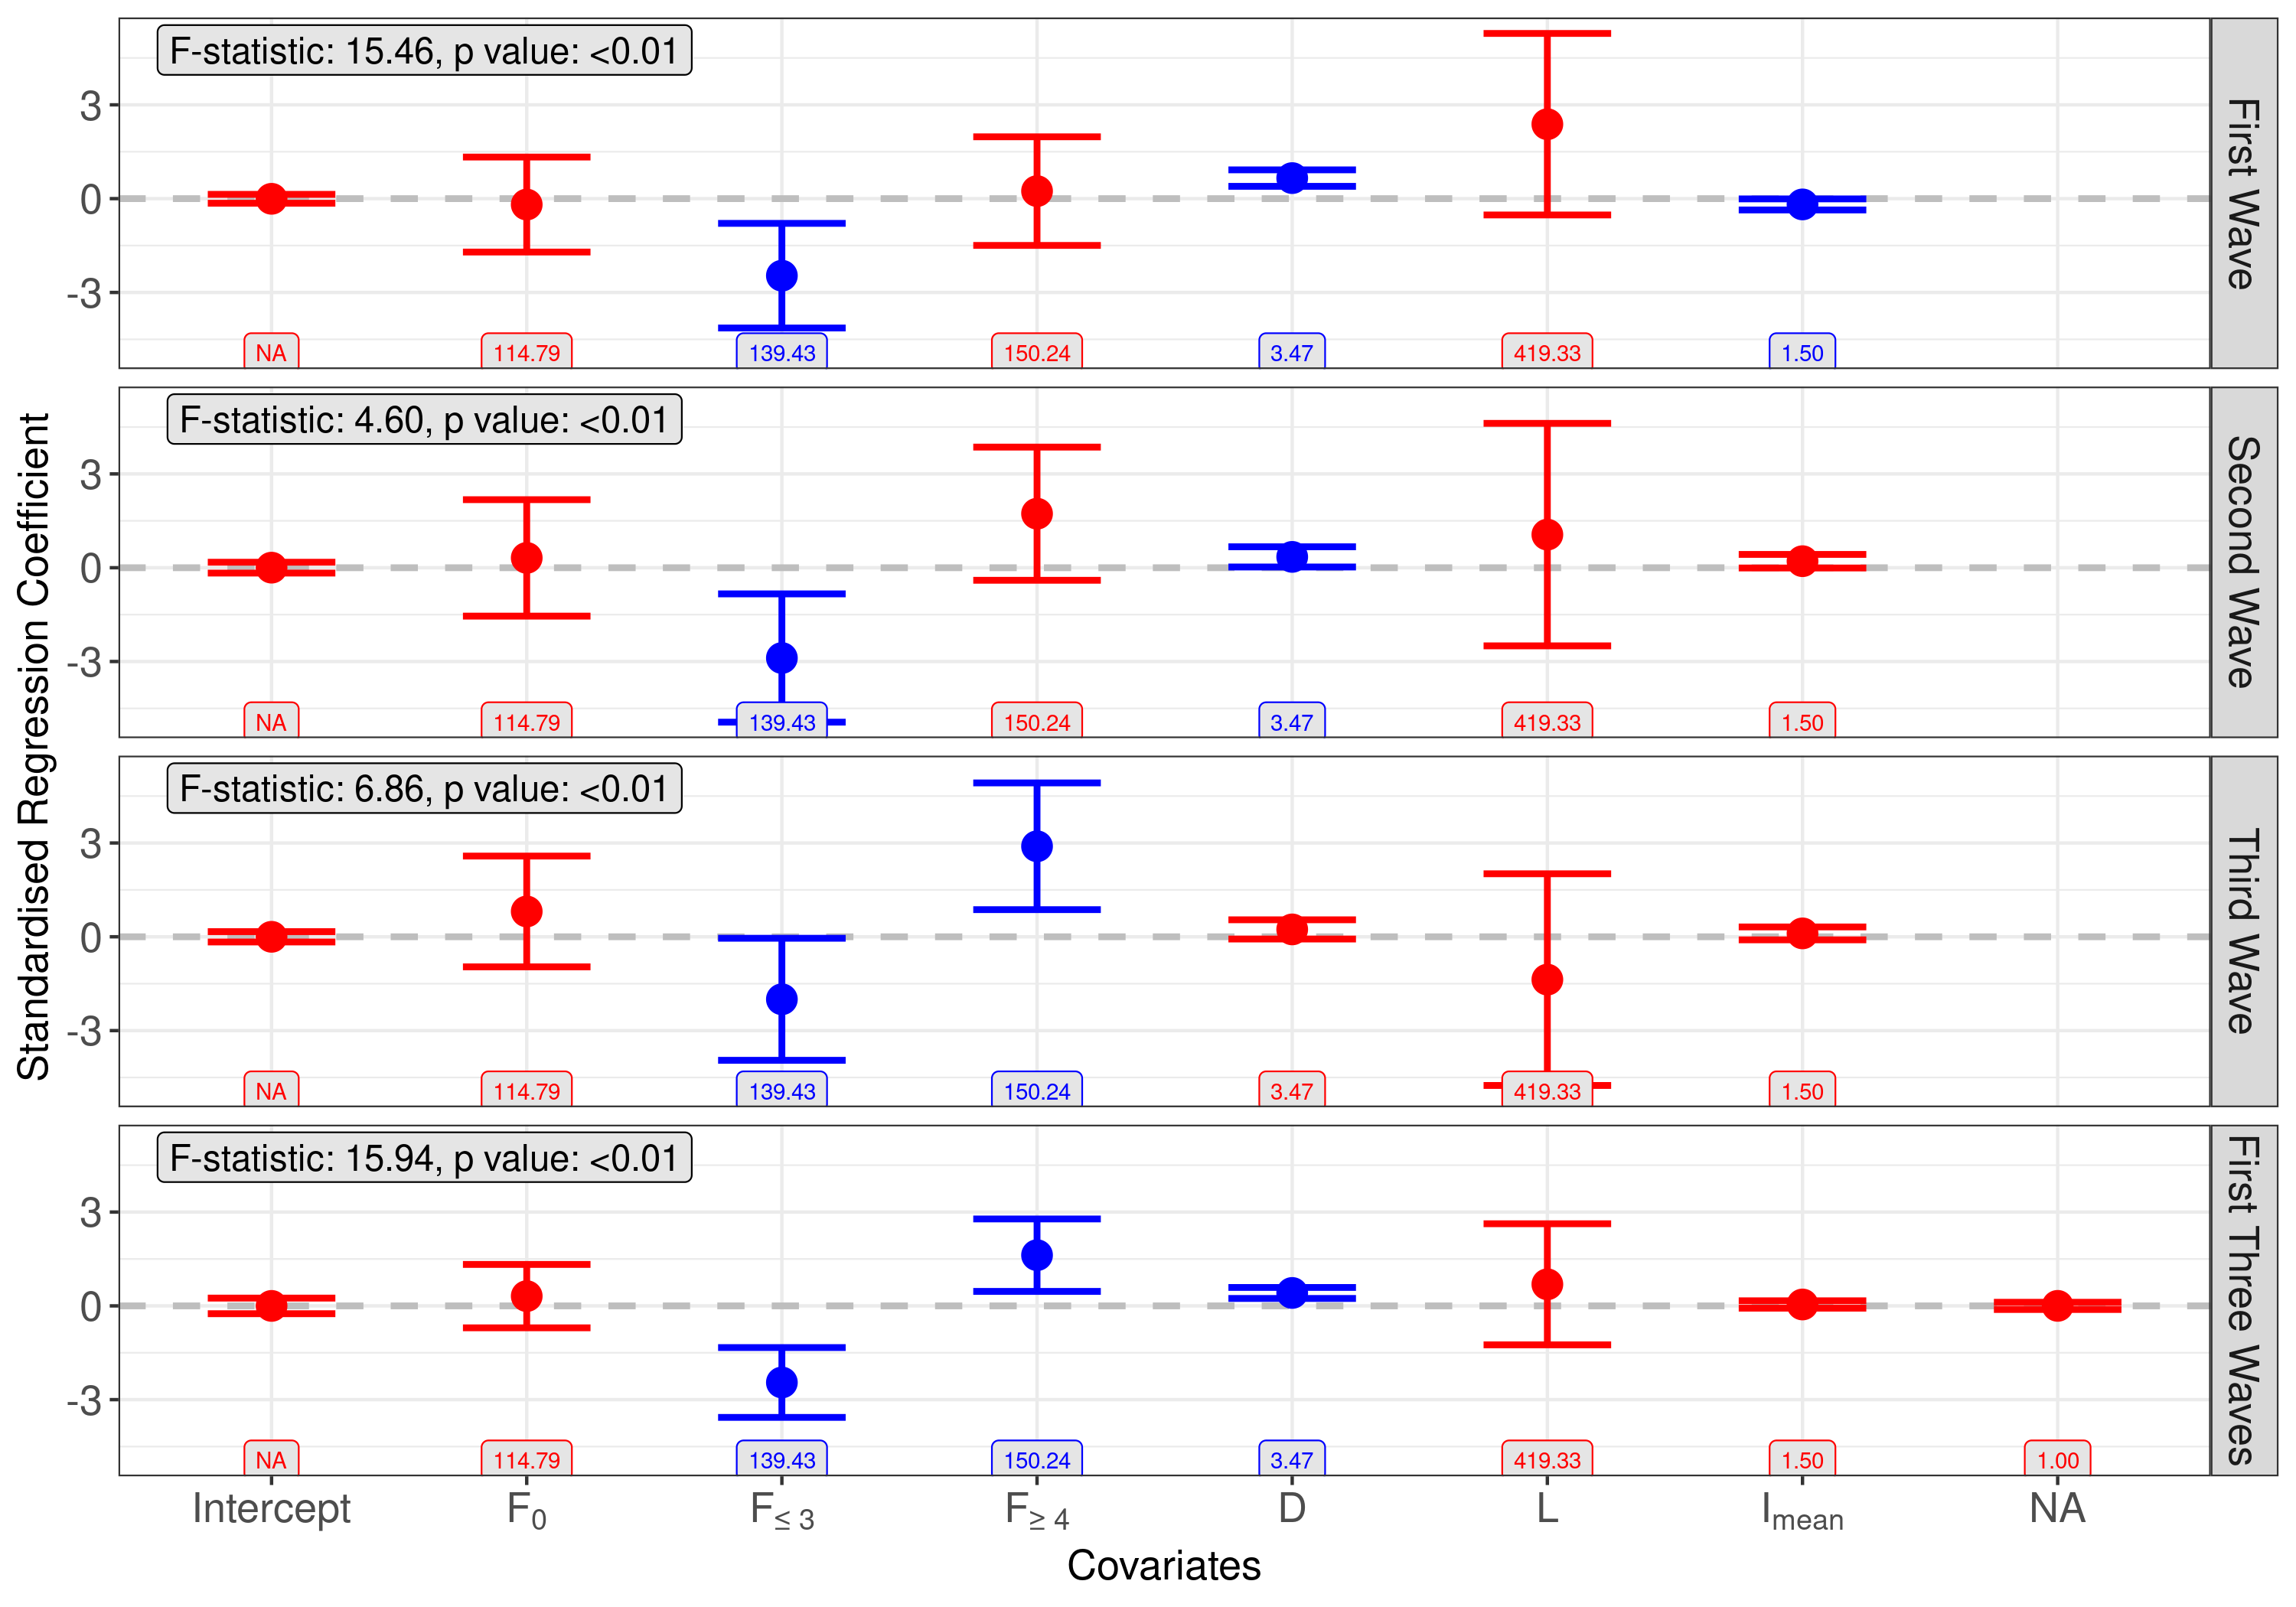 Standardised Regression Coefficient
F-statistic: 15.46, p value: <0.01
3
0
-3
NA 114.79 139.43 150.24 3.47 419.33 1.50
First Wave
F-statistic: 4.60, p value: <0.01
3
0
-3
NA 114.79 139.43 150.24 3.47 419.33 1.50
Second Wave
F-statistic: 6.86, p value: <0.01
3
0
-3
NA 114.79 139.43 150.24 3.47 419.33 1.50
Third Wave
F-statistic: 15.94, p value: <0.01
3
0
-3
NA 114.79 139.43 150.24 3.47 419.33 1.50 1.00
First Three Waves
Intercept F₀ F≤ 3 F≥ 4 D L Imean NA
Covariates